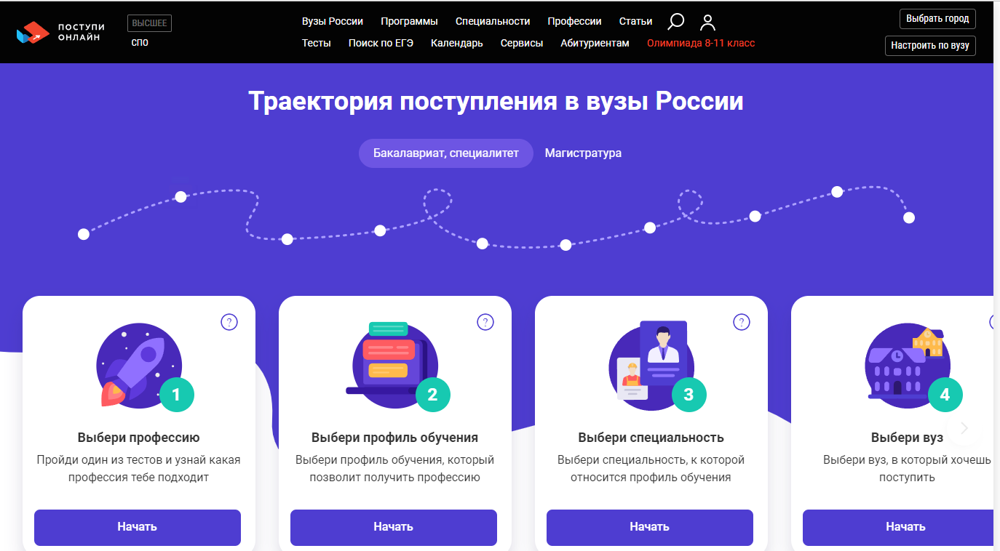 ПОСТУПИ
ОНЛАЙН
ВЫСШЕЕ
СПО
Вузы России Программы Специальности Профессии Статьи
Тесты Поиск по ЕГЭ Календарь Сервисы Абитуриентам Олимпиада 8-11 класс
Выбрать город
Настроить по вузу
Траектория поступления в вузы России
Бакалавриат, специалитет Магистратура
?
1
Выбери профессию
Пройди один из тестов и узнай какая
профессия тебе подходит
Начать
?
2
Выбери профиль обучения
Выбери профиль обучения, который
позволит получить профессию
Начать
?
3
Выбери специальность
Выбери специальность, к которой
относится профиль обучения
Начать
4
Выбери вуз
Выбери вуз, в который хочешь
поступить
Начать